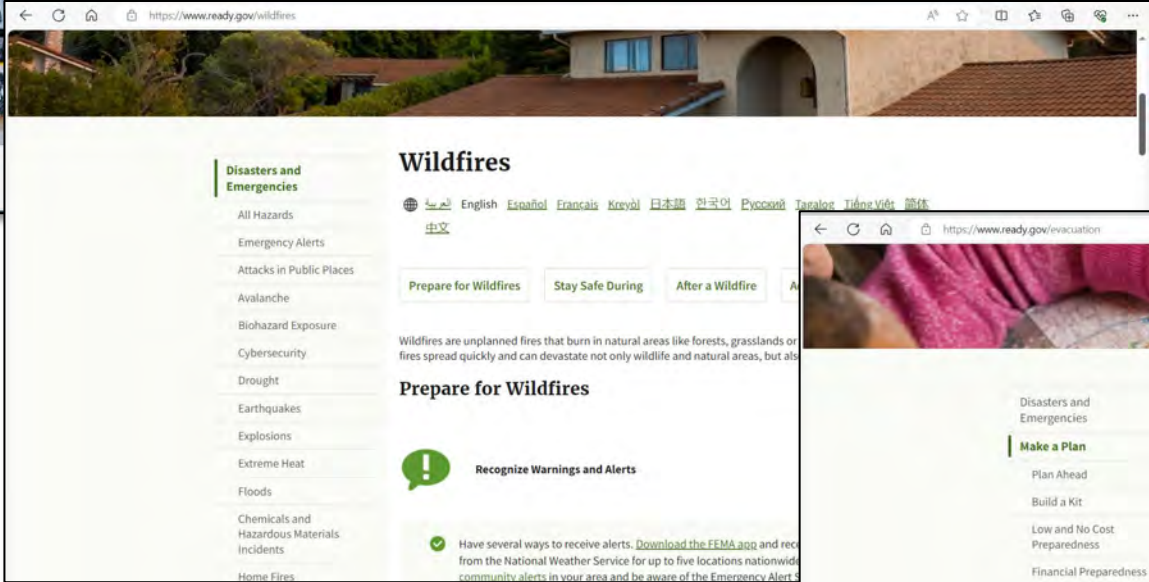 https://www.ready.gov/wildfires
Disasters and
Emergencies
All Hazards
Emergency Alerts
Attacks in Public Places
Avalanche
Biohazard Exposure
Cybersecurity
Drought
Earthquakes
Explosions
Extreme Heat
Floods
Chemicals and
Hazardous Materials
Incidents
Home Fires
Wildfires
العربية English Español Français Kreyòl 日本語 한국어 Русский Tagalog Tiếng Việt 简体
中文
Prepare for Wildfires Stay Safe During After a Wildfire
Wildfires are unplanned fires that burn in natural areas like forests, grasslands or
fires spread quickly and can devastate not only wildlife and natural areas, but
Prepare for Wildfires
Recognize Warnings and Alerts
Have several ways to receive alerts. Download the FEMA app and
from the National Weather Service for up to five locations nationwide
community alerts in your area and be aware of the Emergency Alert
https://www.ready.gov/evacuation
Disasters and
Emergencies
Make a Plan
Plan Ahead
Build a Kit
Low and No Cost
Preparedness
Financial Preparedness